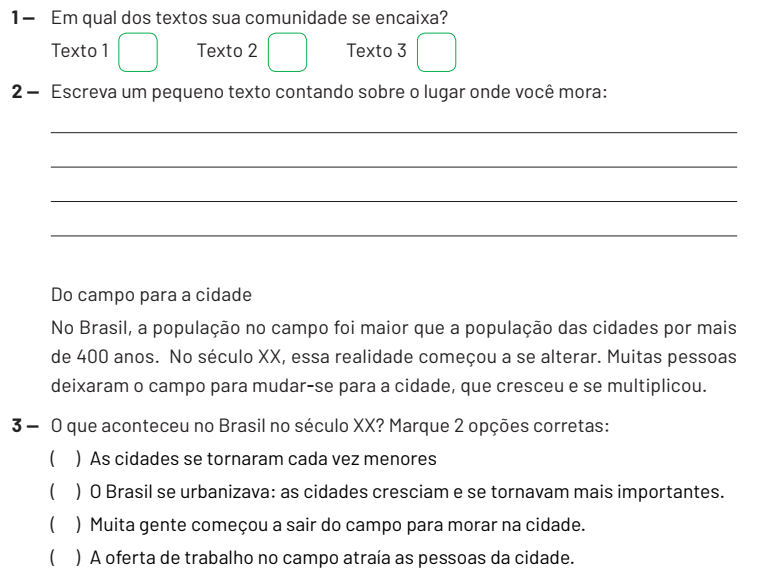 1 – Em qual dos textos sua comunidade se encaixa?
Texto 1 Texto 2 Texto 3
2 – Escreva um pequeno texto contando sobre o lugar onde você mora:
Do campo para a cidade
No Brasil, a população no campo foi maior que a população das cidades por mais
de 400 anos. No século XX, essa realidade começou a se alterar. Muitas pessoas
deixaram o campo para mudar-se para a cidade, que cresceu e se multiplicou.
3 – O que aconteceu no Brasil no século XX? Marque 2 opções corretas:
( ) As cidades se tornaram cada vez menores
( ) O Brasil se urbanizava: as cidades cresciam e se tornavam mais importantes.
( ) Muita gente começou a sair do campo para morar na cidade.
( ) A oferta de trabalho no campo atraía as pessoas da cidade.